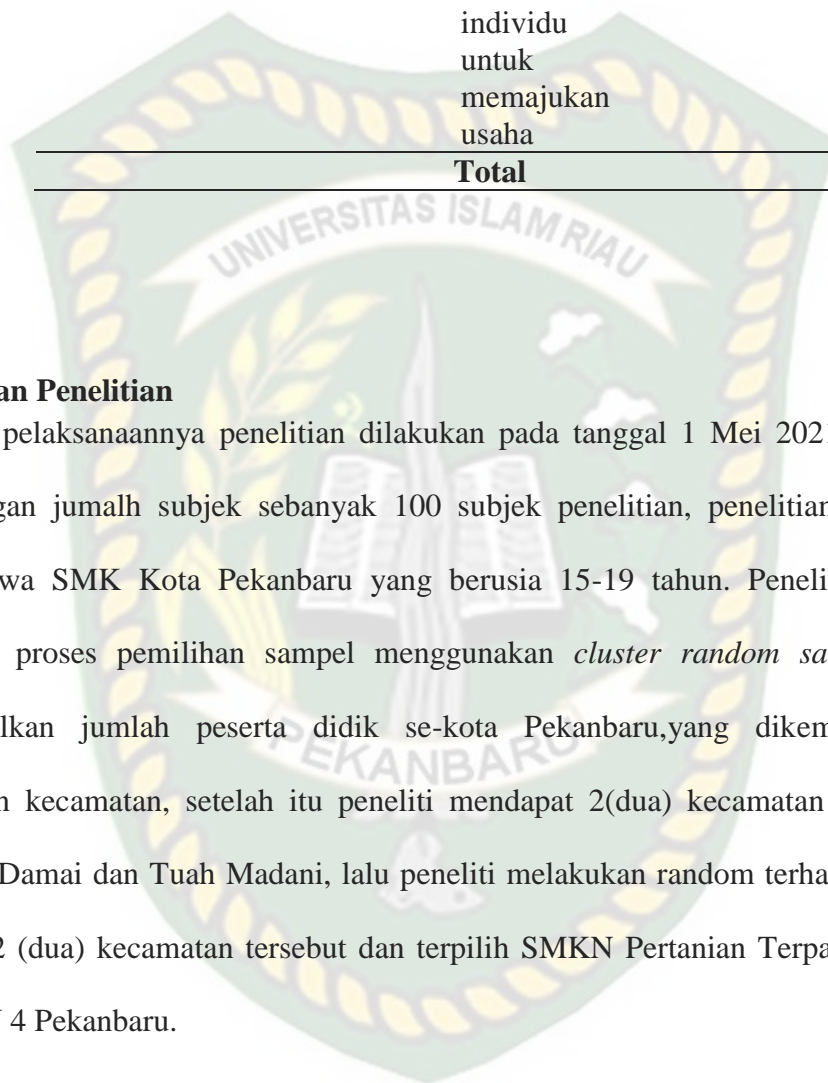 individu
untuk
memajukan
usaha
Total
UNIVERSITAS ISLAM RIAU
an Penelitian
pelaksanaannya penelitian dilakukan pada tanggal 1 Mei 2021
gan jumalh subjek sebanyak 100 subjek penelitian, penelitian
wa SMK Kota Pekanbaru yang berusia 15-19 tahun. Peneli
proses pemilihan sampel menggunakan cluster random sa
lkan jumlah peserta didik se-kota Pekanbaru,yang dikem
n kecamatan, setelah itu peneliti mendapat 2(dua) kecamatan
PEKANBARU
Damai dan Tuah Madani, lalu peneliti melakukan random terha
2 (dua) kecamatan tersebut dan terpilih SMKN Pertanian Terpa
4 Pekanbaru.